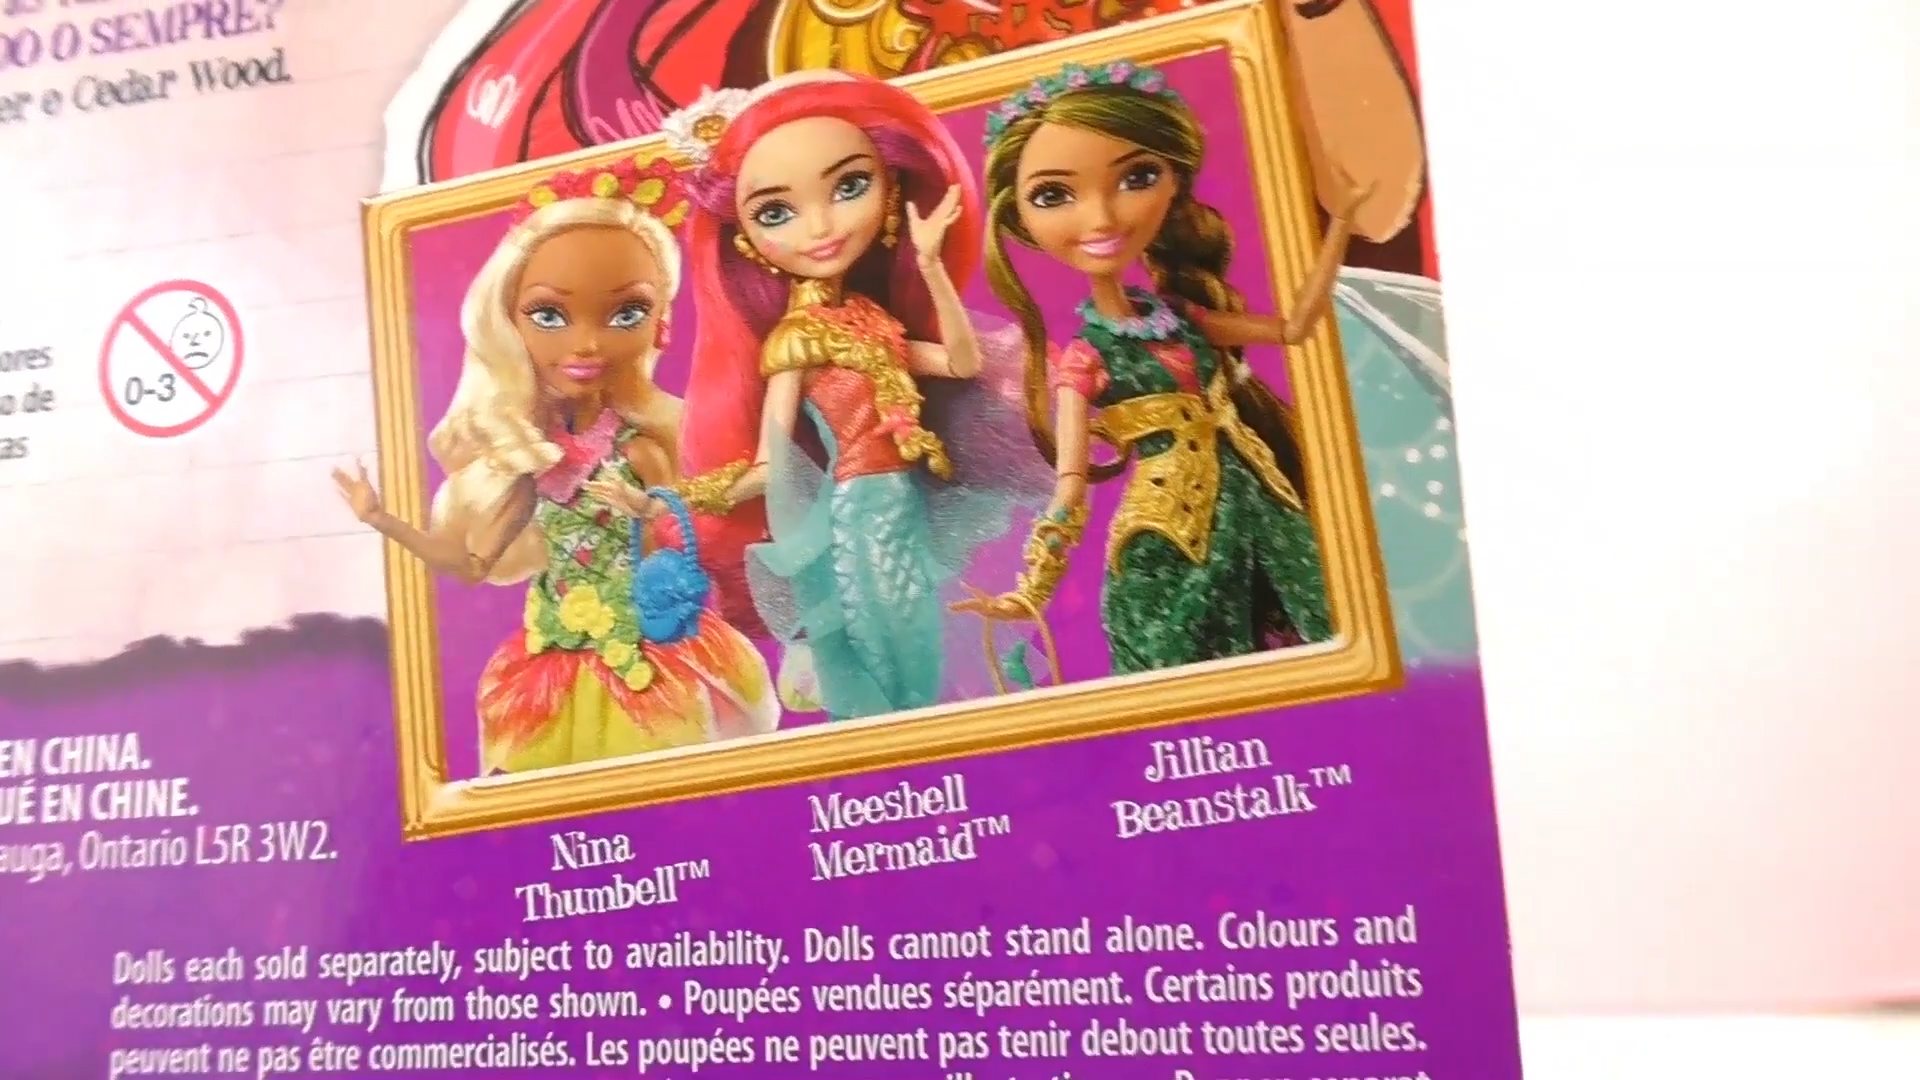 DO O SEMPRE?
er e Cedar Wood.
ores
o de
as
0-3
EN CHINA.
UÉ EN CHINE.
auga, Ontario L5R 3W2.
Nina
Thumbell™
Meeshell
Mermaid™
Jillian
Beanstalk™
Dolls each sold separately, subject to availability. Dolls cannot stand alone. Colours and
decorations may vary from those shown. • Poupées vendues séparément. Certains produits
peuvent ne pas être commercialisés. Les poupées ne peuvent pas tenir debout toutes seules.